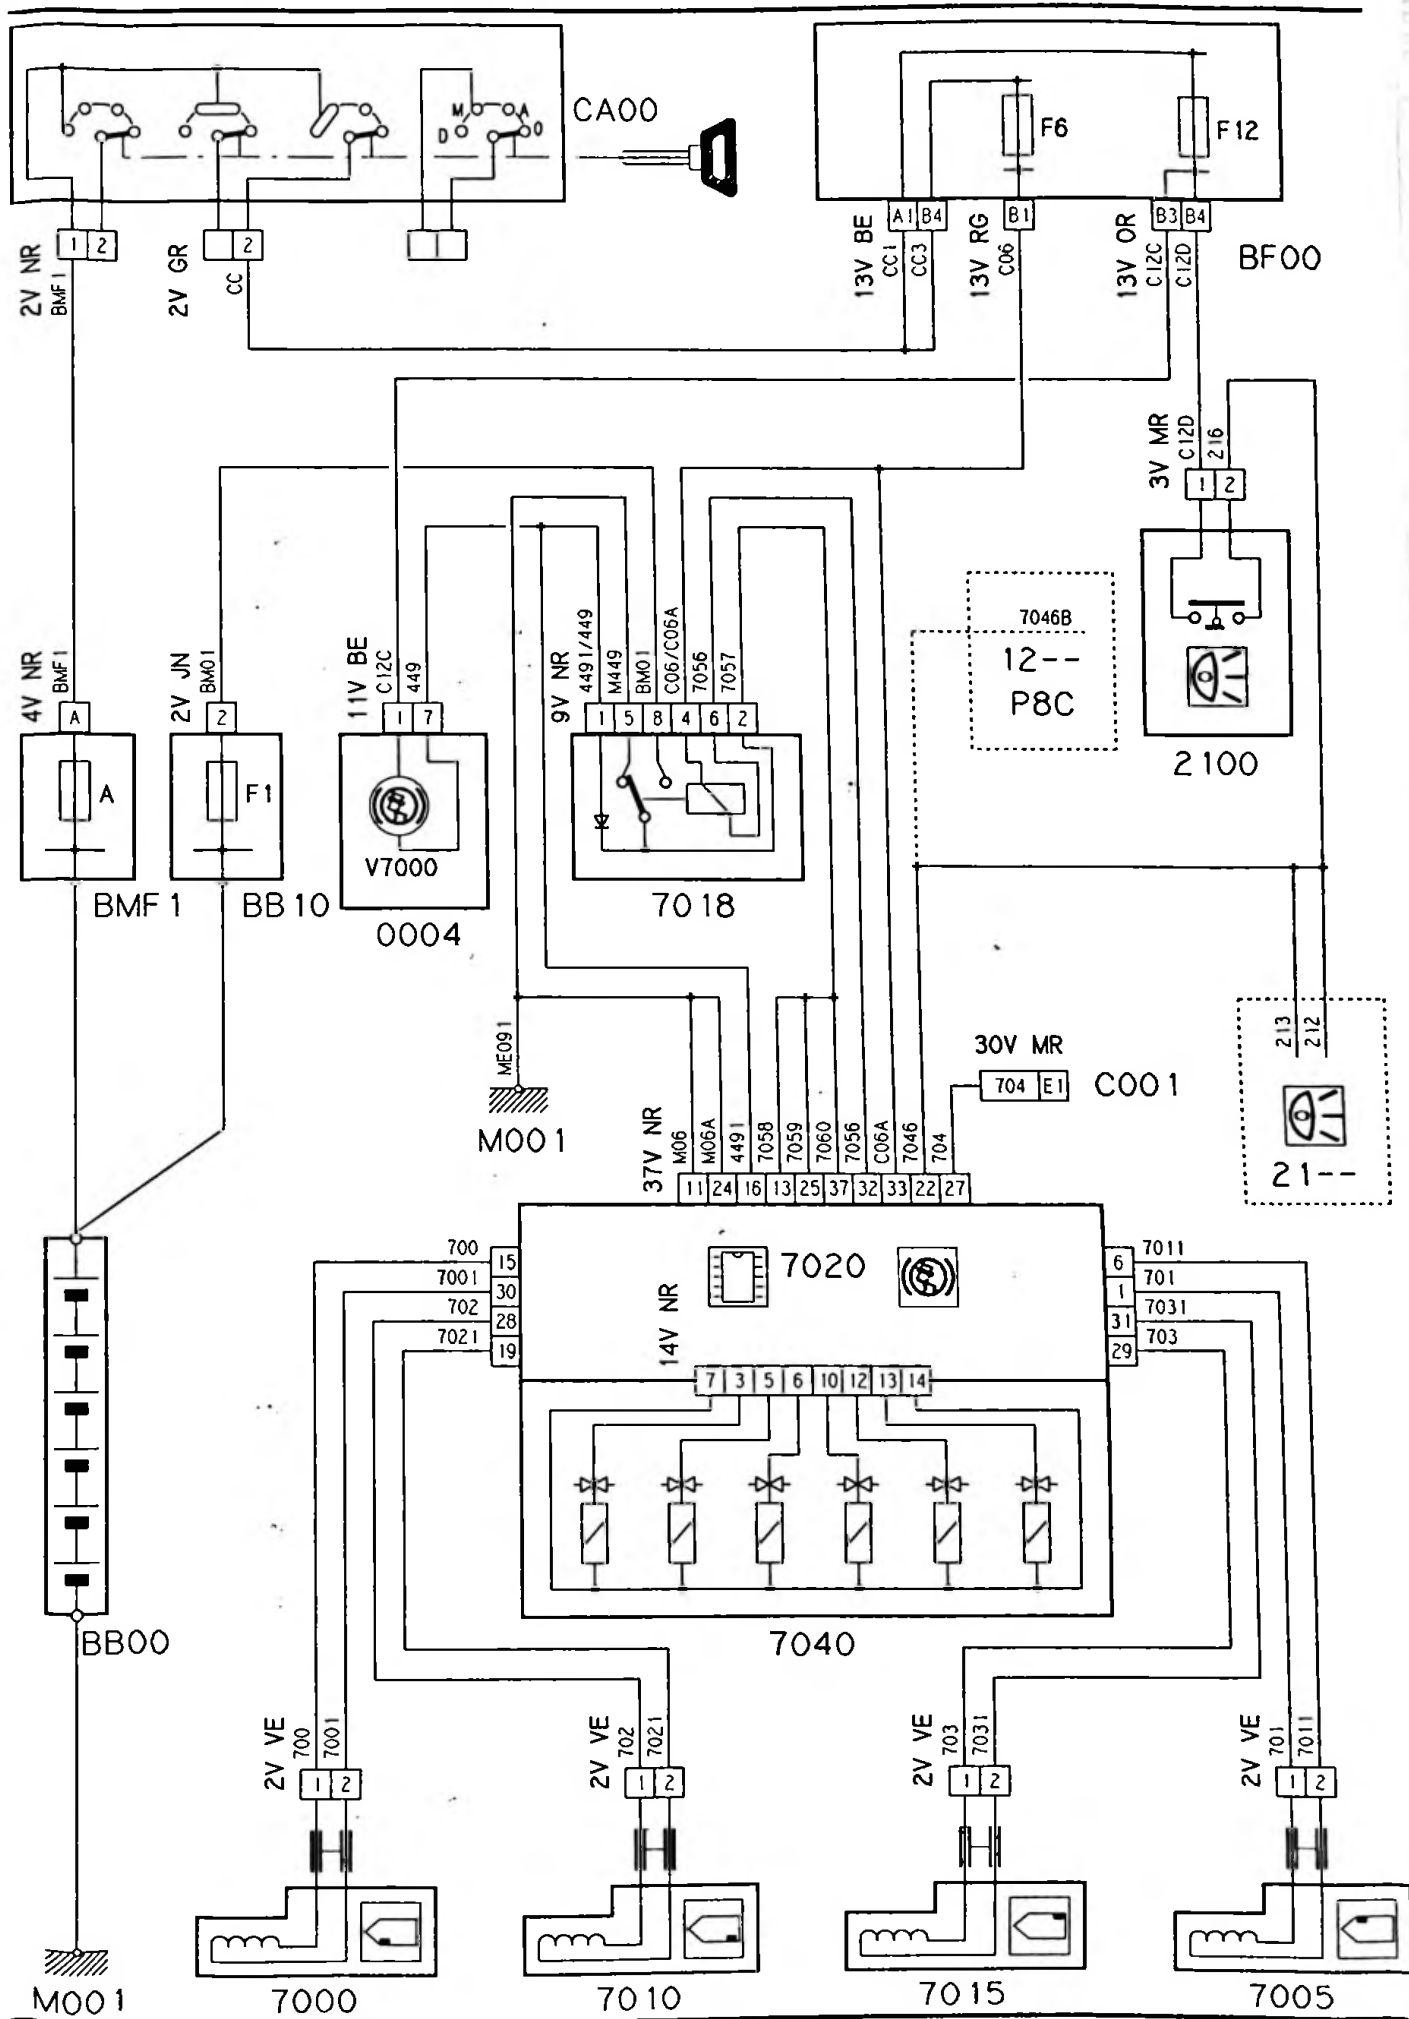 CA00
M A
D O
F6
F12
1 2
2
A1 B4
B1
B3 B4
2V NR
BMF1
2V GR
CC
13V BE
CC1
CC3
13V RG
C06
13V OR
C12C
C12D
BF00
3V MR
C12D
216
1 2
7046B
12--
P8C
2100
4V NR
BMF1
2V JN
BM01
11V BE
C12C
449
9V NR
4491/449
M449
BM01
C06/C06A
7056
7057
A
2
1 7
1 5 8 4 6 2
A
F1
V7000
BMF1
BB10
0004
7018
ME091
M001
30V MR
704 E1
C001
213
212
21--
37V NR
M06
M06A
4491
7058
7059
7060
7056
C06A
7046
704
11 24 16 13 25 37 32 33 22 27
700
15
7001
30
702
28
7021
19
7020
6
7011
1
701
31
7031
29
703
14V NR
7 3 5 6 10 12 13 14
7040
BB00
2V VE
700
7001
2V VE
702
7021
2V VE
703
7031
2V VE
701
7011
1 2
1 2
1 2
1 2
M001
7000
7010
7015
7005